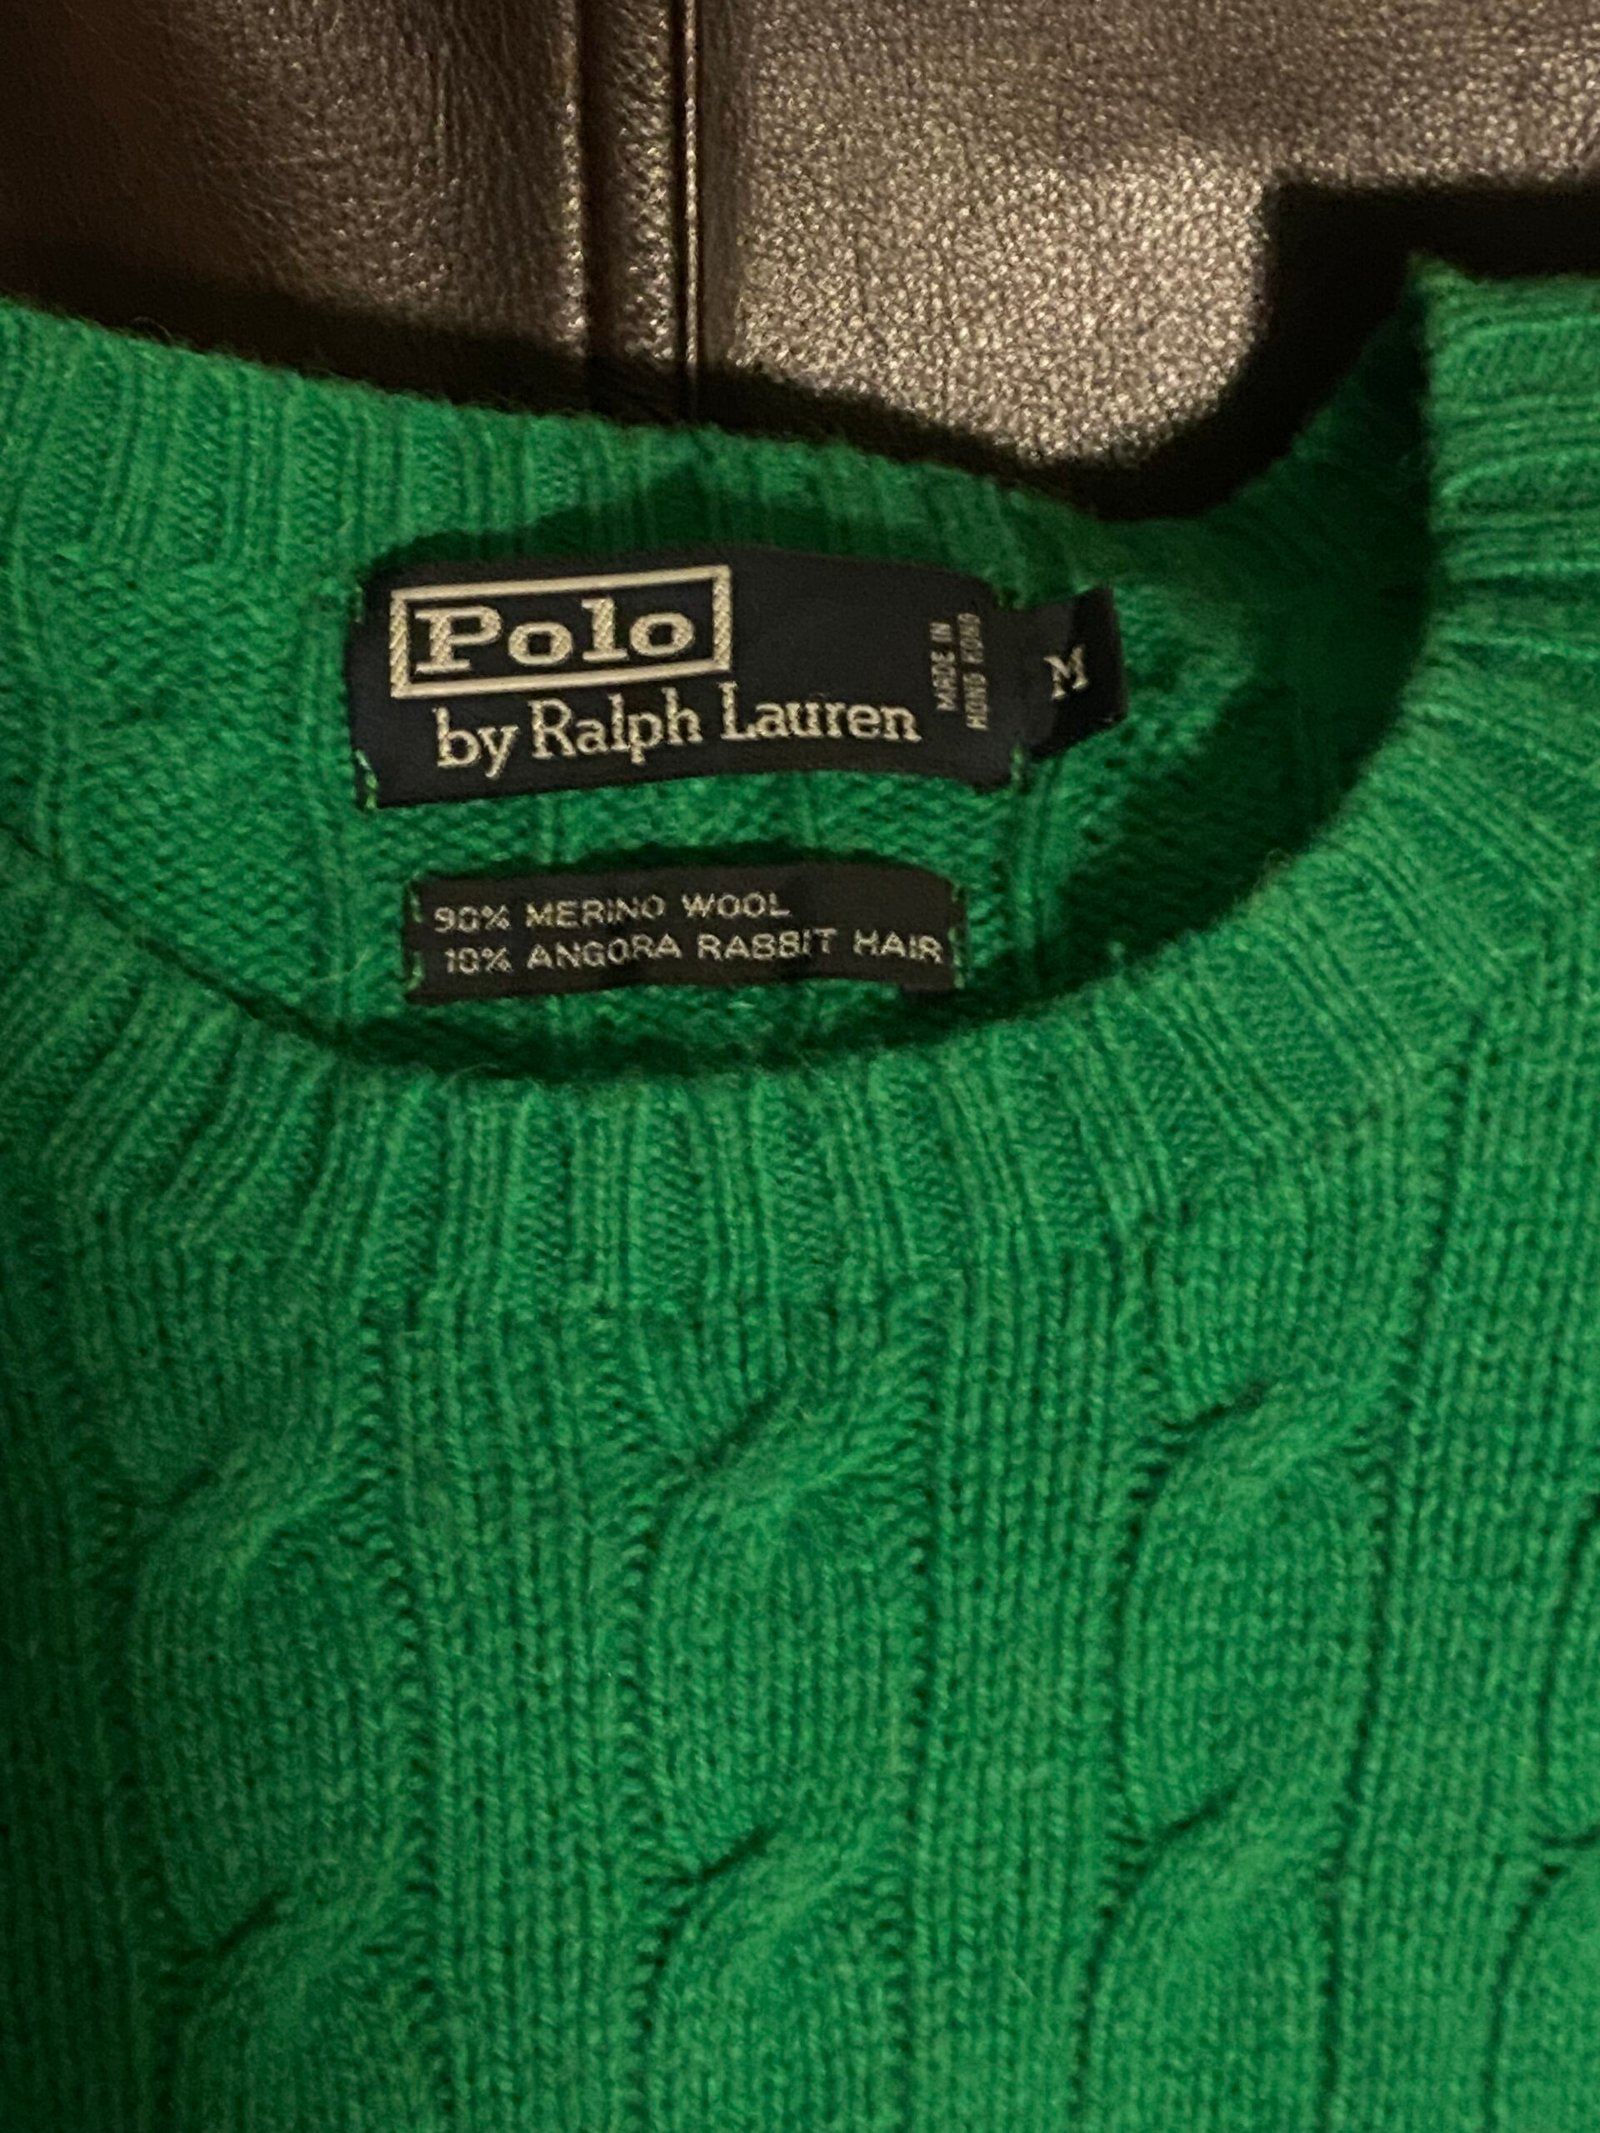 Polo
by Ralph Lauren
MADE IN
HONG KONG
M
90% MERINO WOOL
10% ANGORA RABBIT HAIR